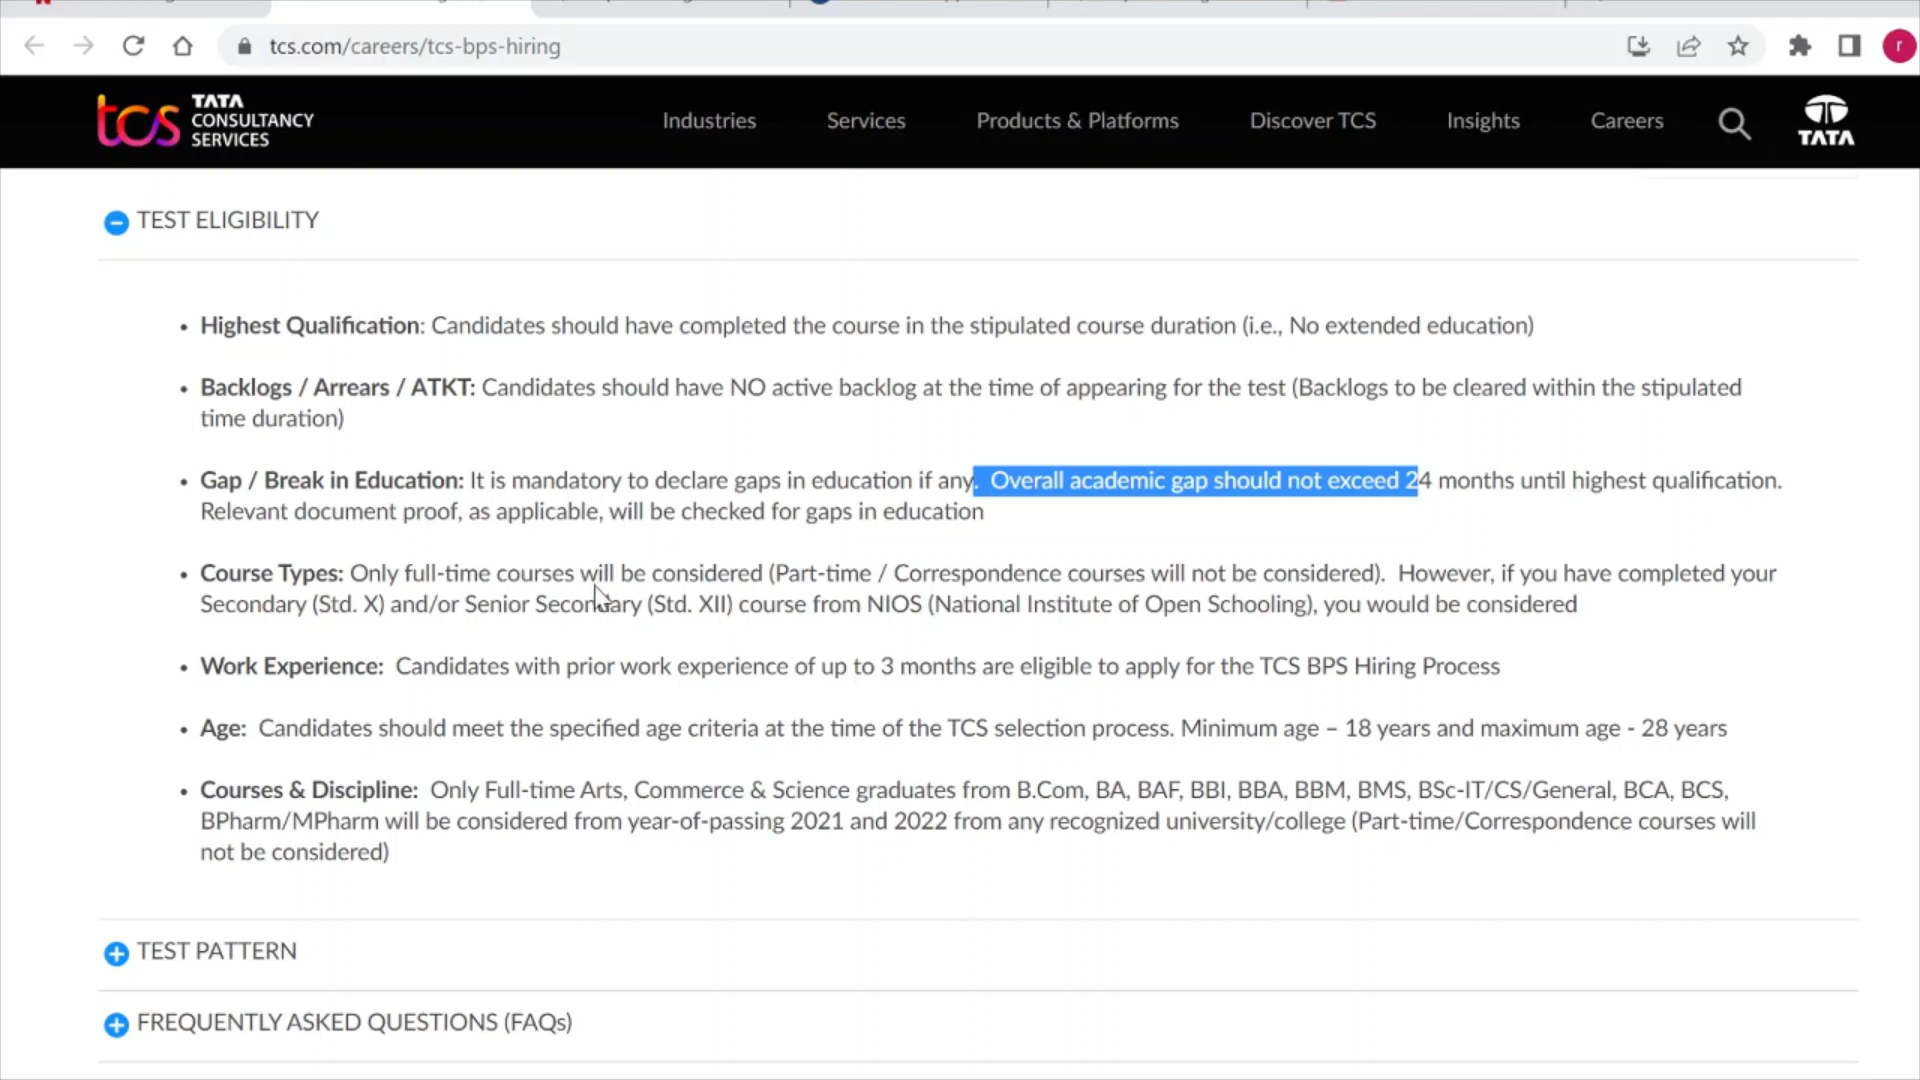 tcs.com/careers/tcs-bps-hiring
r
tcs TATA
CONSULTANCY
SERVICES
Industries Services Products & Platforms Discover TCS Insights Careers
TATA
TEST ELIGIBILITY
• Highest Qualification: Candidates should have completed the course in the stipulated course duration (i.e., No extended education)
• Backlogs / Arrears / ATKT: Candidates should have NO active backlog at the time of appearing for the test (Backlogs to be cleared within the stipulated
time duration)
• Gap / Break in Education: It is mandatory to declare gaps in education if any. Overall academic gap should not exceed 24 months until highest qualification.
Relevant document proof, as applicable, will be checked for gaps in education
• Course Types: Only full-time courses will be considered (Part-time / Correspondence courses will not be considered). However, if you have completed your
Secondary (Std. X) and/or Senior Secondary (Std. XII) course from NIOS (National Institute of Open Schooling), you would be considered
• Work Experience: Candidates with prior work experience of up to 3 months are eligible to apply for the TCS BPS Hiring Process
• Age: Candidates should meet the specified age criteria at the time of the TCS selection process. Minimum age – 18 years and maximum age - 28 years
• Courses & Discipline: Only Full-time Arts, Commerce & Science graduates from B.Com, BA, BAF, BBI, BBA, BBM, BMS, BSc-IT/CS/General, BCA, BCS,
BPharm/MPharm will be considered from year-of-passing 2021 and 2022 from any recognized university/college (Part-time/Correspondence courses will
not be considered)
TEST PATTERN
FREQUENTLY ASKED QUESTIONS (FAQs)